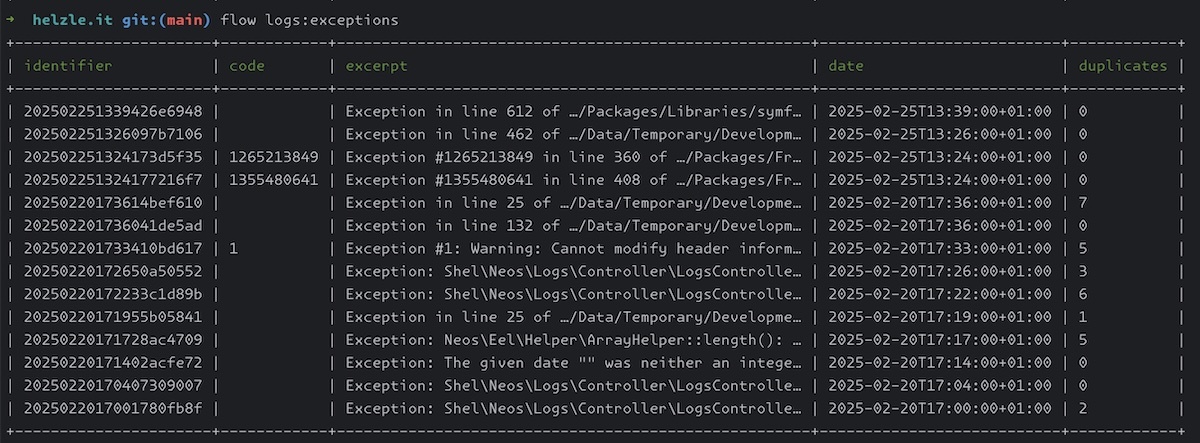 ➜  helzle.it git:(main) flow logs:exceptions
+----------------------+------------+-----------------------------------------------------+---------------------------+------------+
| identifier           | code       | excerpt                                             | date                      | duplicates |
+----------------------+------------+-----------------------------------------------------+---------------------------+------------+
| 202502251339426e6948 |            | Exception in line 612 of …/Packages/Libraries/symf… | 2025-02-25T13:39:00+01:00 | 0          |
| 202502251326097b7106 |            | Exception in line 462 of …/Data/Temporary/Developm… | 2025-02-25T13:26:00+01:00 | 0          |
| 202502251324173d5f35 | 1265213849 | Exception #1265213849 in line 360 of …/Packages/Fr… | 2025-02-25T13:24:00+01:00 | 0          |
| 202502251324177216f7 | 1355480641 | Exception #1355480641 in line 408 of …/Packages/Fr… | 2025-02-25T13:24:00+01:00 | 0          |
| 20250220173614bef610 |            | Exception in line 25 of …/Data/Temporary/Developme… | 2025-02-20T17:36:00+01:00 | 7          |
| 202502201736041de5ad |            | Exception in line 132 of …/Data/Temporary/Developm… | 2025-02-20T17:36:00+01:00 | 0          |
| 202502201733410bd617 | 1          | Exception #1: Warning: Cannot modify header inform… | 2025-02-20T17:33:00+01:00 | 5          |
| 20250220172650a50552 |            | Exception: Shel\Neos\Logs\Controller\LogsControlle… | 2025-02-20T17:26:00+01:00 | 3          |
| 20250220172233c1d89b |            | Exception: Shel\Neos\Logs\Controller\LogsControlle… | 2025-02-20T17:22:00+01:00 | 6          |
| 20250220171955b05841 |            | Exception in line 25 of …/Data/Temporary/Developme… | 2025-02-20T17:19:00+01:00 | 1          |
| 20250220171728ac4709 |            | Exception: Neos\Eel\Helper\ArrayHelper::length(): … | 2025-02-20T17:17:00+01:00 | 5          |
| 20250220171402acfe72 |            | Exception: The given date "" was neither an intege… | 2025-02-20T17:14:00+01:00 | 0          |
| 20250220170407309007 |            | Exception: Shel\Neos\Logs\Controller\LogsControlle… | 2025-02-20T17:04:00+01:00 | 0          |
| 2025022017001780fb8f |            | Exception: Shel\Neos\Logs\Controller\LogsControlle… | 2025-02-20T17:00:00+01:00 | 2          |
+----------------------+------------+-----------------------------------------------------+---------------------------+------------+